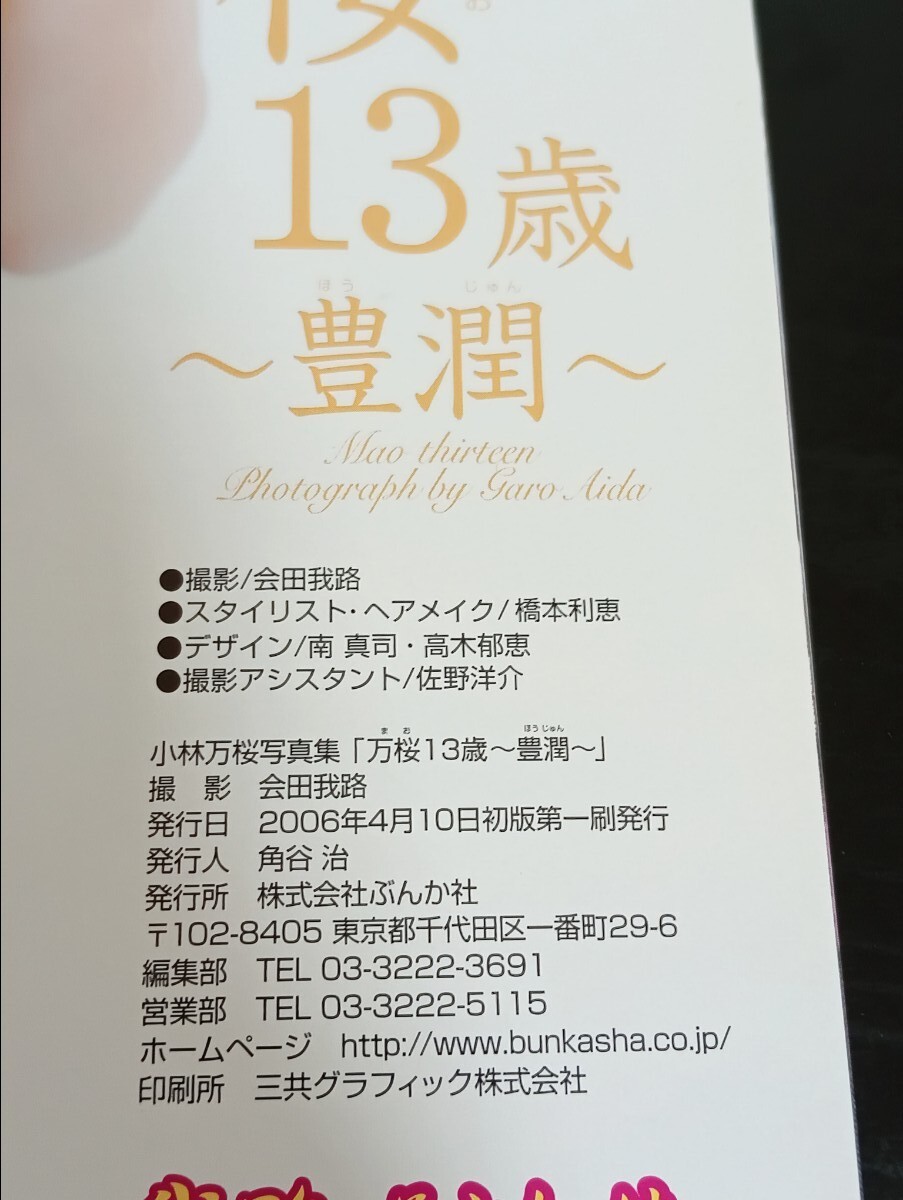 13歳
ほう じゅん
～豊潤～
Mao thirteen
Photograph by Garo Aida
●撮影/会田我路
●スタイリスト・ヘアメイク/橋本利恵
●デザイン/南 真司・高木郁恵
●撮影アシスタント/佐野洋介
まお ほうじゅん
小林万桜写真集「万桜13歳～豊潤～」
撮　影　会田我路
発行日　2006年4月10日初版第一刷発行
発行人　角谷 治
発行所　株式会社ぶんか社
〒102-8405 東京都千代田区一番町29-6
編集部　TEL 03-3222-3691
営業部　TEL 03-3222-5115
ホームページ　http://www.bunkasha.co.jp/
印刷所　三共グラフィック株式会社